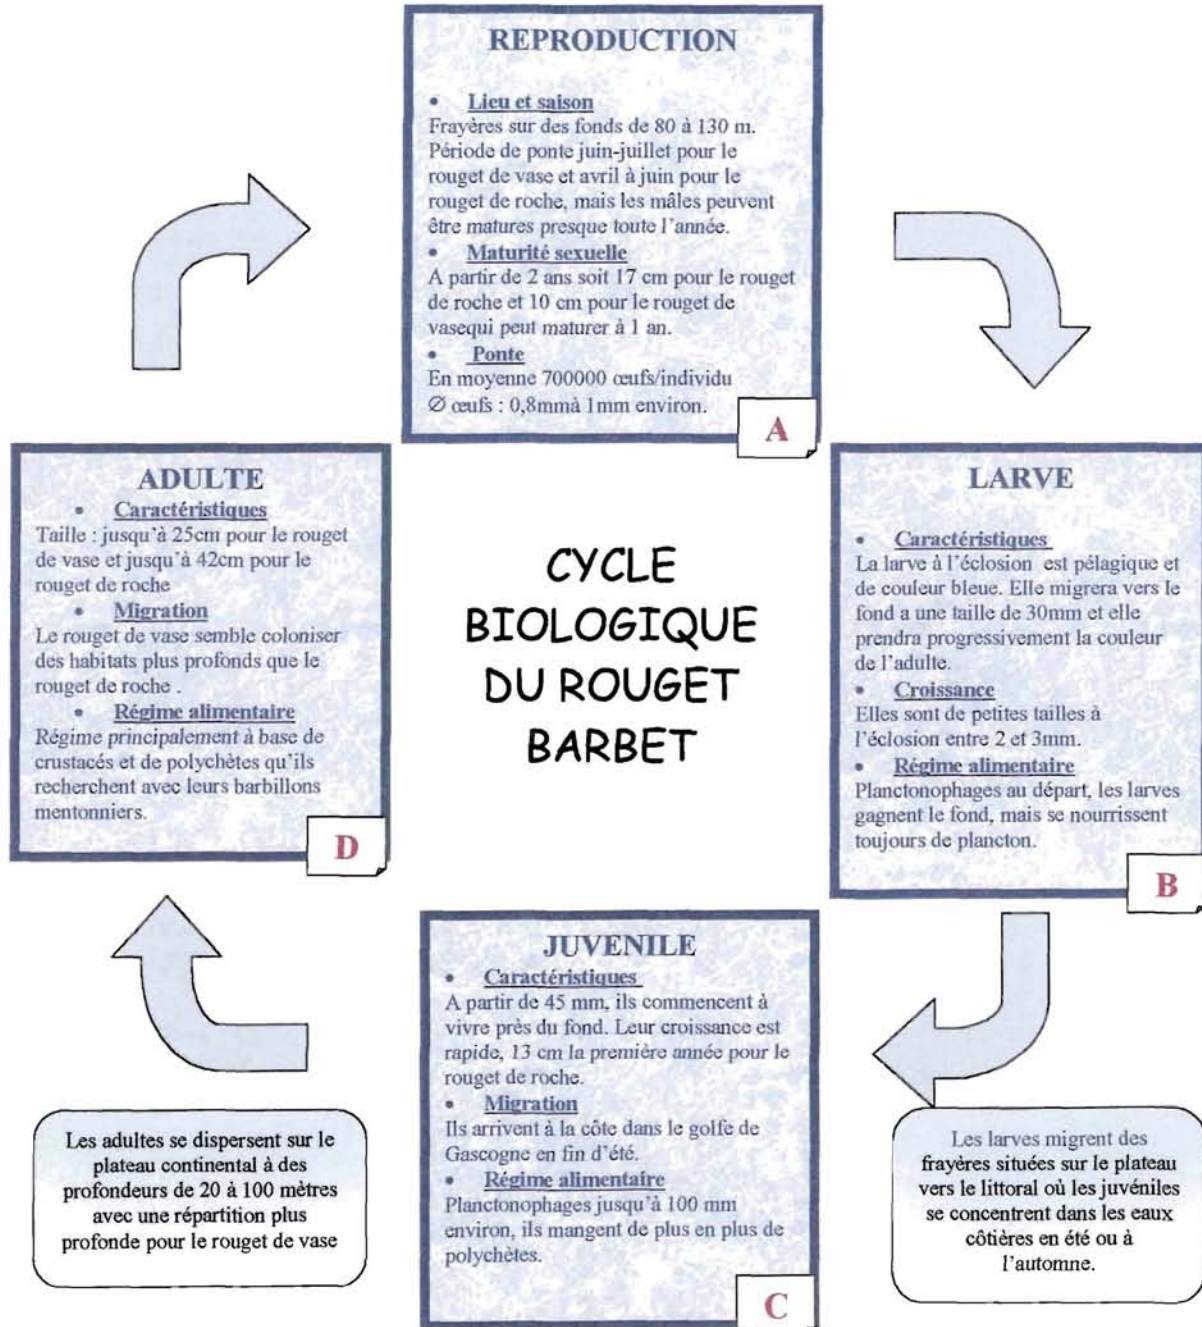 REPRODUCTION
• Lieu et saison
Frayères sur des fonds de 80 à 130 m.
Période de ponte juin-juillet pour le
rouget de vase et avril à juin pour le
rouget de roche, mais les mâles peuvent
être matures presque toute l'année.
• Maturité sexuelle
A partir de 2 ans soit 17 cm pour le rouget
de roche et 10 cm pour le rouget de
vasequi peut maturer à 1 an.
• Ponte
En moyenne 700000 œufs/individu
∅ œufs : 0,8mmà 1mm environ.
A
LARVE
• Caractéristiques
La larve à l'éclosion est pélagique et
de couleur bleue. Elle migrera vers le
fond a une taille de 30mm et elle
prendra progressivement la couleur
de l'adulte.
• Croissance
Elles sont de petites tailles à
l'éclosion entre 2 et 3mm.
• Régime alimentaire
Planctonophages au départ, les larves
gagnent le fond, mais se nourrissent
toujours de plancton.
B
Les larves migrent des
frayères situées sur le plateau
vers le littoral où les juvéniles
se concentrent dans les eaux
côtières en été ou à
l'automne.
JUVENILE
• Caractéristiques
A partir de 45 mm, ils commencent à
vivre près du fond. Leur croissance est
rapide, 13 cm la première année pour le
rouget de roche.
• Migration
Ils arrivent à la côte dans le golfe de
Gascogne en fin d'été.
• Régime alimentaire
Planctonophages jusqu'à 100 mm
environ, ils mangent de plus en plus de
polychètes.
C
Les adultes se dispersent sur le
plateau continental à des
profondeurs de 20 à 100 mètres
avec une répartition plus
profonde pour le rouget de vase
ADULTE
• Caractéristiques
Taille : jusqu'à 25cm pour le rouget
de vase et jusqu'à 42cm pour le
rouget de roche
• Migration
Le rouget de vase semble coloniser
des habitats plus profonds que le
rouget de roche .
• Régime alimentaire
Régime principalement à base de
crustacés et de polychètes qu'ils
recherchent avec leurs barbillons
mentonniers.
D
CYCLE
BIOLOGIQUE
DU ROUGET
BARBET